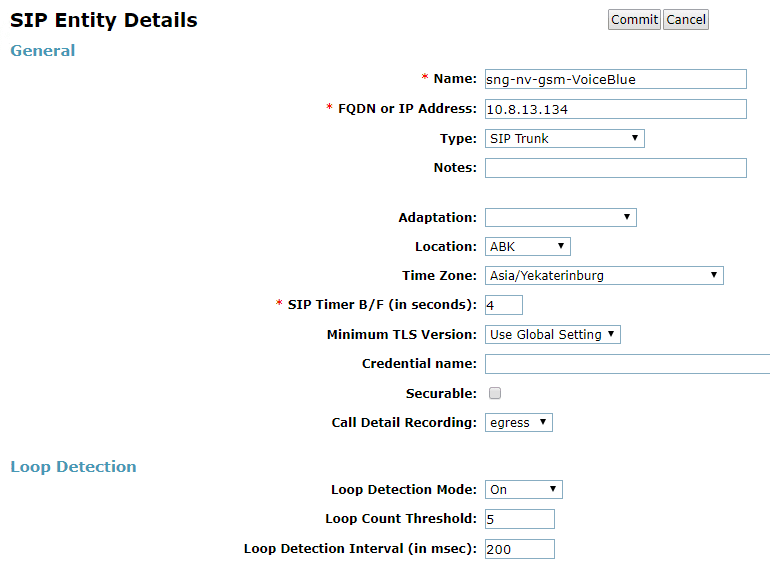 SIP Entity Details Commit Cancel
General
* Name: sng-nv-gsm-VoiceBlue
* FQDN or IP Address: 10.8.13.134
Type: SIP Trunk
Notes:
Adaptation:
Location: ABK
Time Zone: Asia/Yekaterinburg
* SIP Timer B/F (in seconds): 4
Minimum TLS Version: Use Global Setting
Credential name:
Securable:
Call Detail Recording: egress
Loop Detection
Loop Detection Mode: On
Loop Count Threshold: 5
Loop Detection Interval (in msec): 200